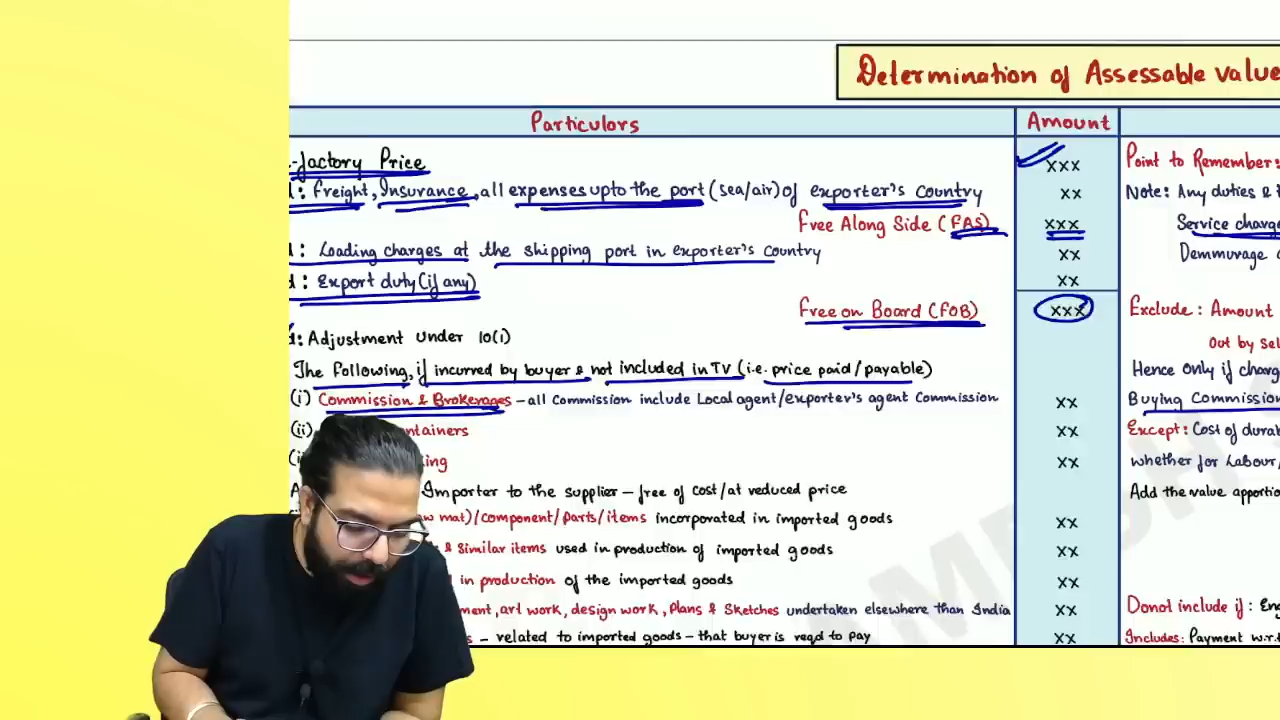 Determination of Assessable value
Particulars
Amount
-factory Price
xxx
Point to Remember:
d: Freight, Insurance, all expenses upto the port (sea/air) of exporter's country
xx
Note: Any duties &
Free Along Side (FAS)
xxx
Service charge
d: Loading charges at the shipping port in exporter's country
xx
Demmurage
d: Export duty (if any)
xx
Free on Board (FOB)
xxx
Exclude: Amount
d: Adjustment under 10(1)
Out by Sel
The following, if incurred by buyer & not included in TV (i.e. price paid/payable)
Hence only if charg
(i) Commission & Brokerages - all Commission include Local agent/exporter's agent Commission
xx
Buying Commission
(ii) ntainers
xx
Except: Cost of dura
king
xx
whether for Labour/
Importer to the supplier - free of cost/at reduced price
Add the value apportio
w mat)/component/parts/items incorporated in imported goods
xx
& Similar items used in production of imported goods
xx
in production of the imported goods
xx
ment, art work, design work, Plans & Sketches undertaken elsewhere than India
xx
Donot include if: Eng
s - related to imported goods - that buyer is reqd to pay
xx
Includes: Payment w.r.t